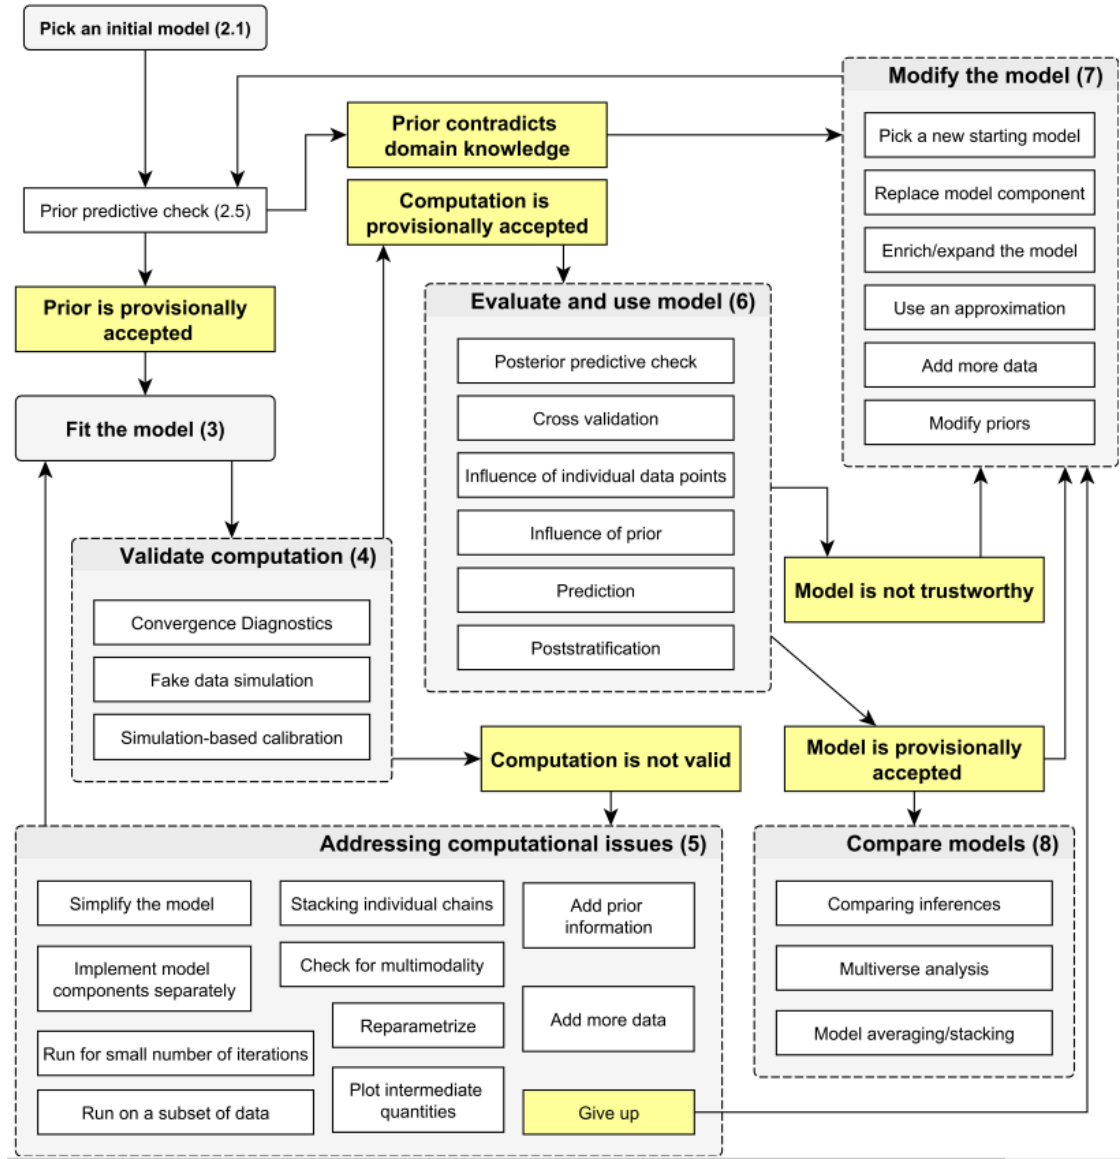 Pick an initial model (2.1)
Prior predictive check (2.5)
Prior is provisionally
accepted
Fit the model (3)
Prior contradicts
domain knowledge
Computation is
provisionally accepted
Modify the model (7)
Pick a new starting model
Replace model component
Enrich/expand the model
Use an approximation
Add more data
Modify priors
Evaluate and use model (6)
Posterior predictive check
Cross validation
Influence of individual data points
Influence of prior
Prediction
Poststratification
Model is not trustworthy
Validate computation (4)
Convergence Diagnostics
Fake data simulation
Simulation-based calibration
Computation is not valid
Model is provisionally
accepted
Addressing computational issues (5)
Simplify the model
Implement model
components separately
Run for small number of iterations
Run on a subset of data
Stacking individual chains
Check for multimodality
Reparametrize
Plot intermediate
quantities
Add prior
information
Add more data
Give up
Compare models (8)
Comparing inferences
Multiverse analysis
Model averaging/stacking